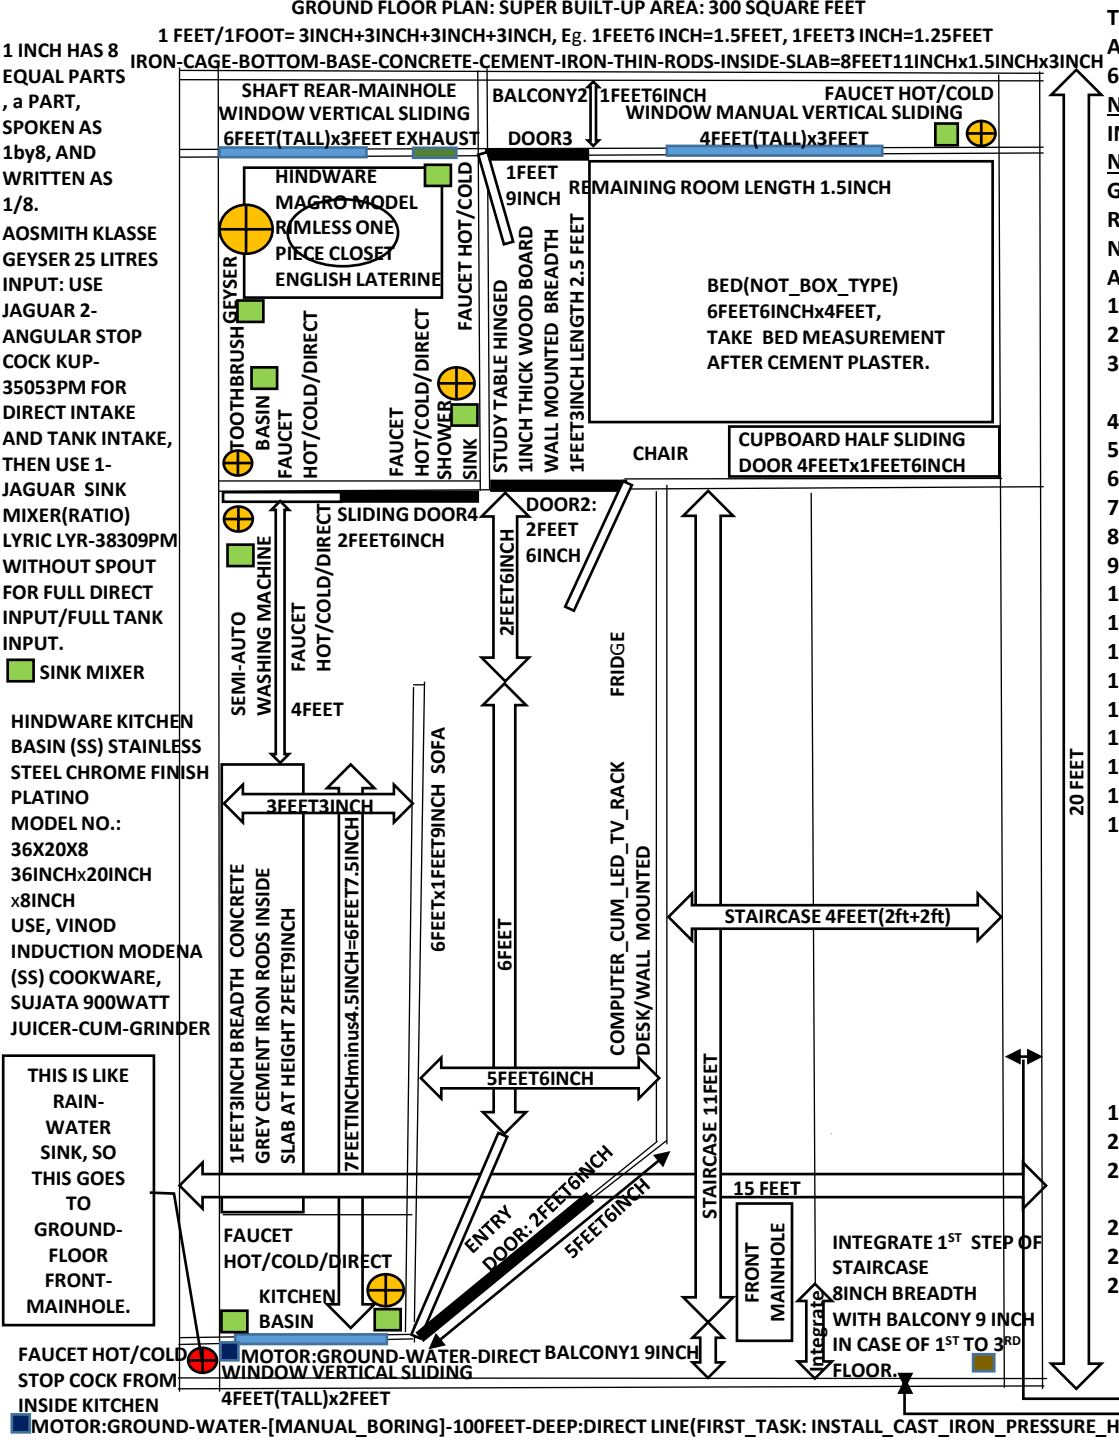 GROUND FLOOR PLAN: SUPER BUILT-UP AREA: 300 SQUARE FEET
1 FEET/1FOOT= 3INCH+3INCH+3INCH+3INCH, Eg. 1FEET6 INCH=1.5FEET, 1FEET3 INCH=1.25FEET
IRON-CAGE-BOTTOM-BASE-CONCRETE-CEMENT-IRON-THIN-RODS-INSIDE-SLAB=8FEET11INCHx1.5INCHx3INCH
1 INCH HAS 8
EQUAL PARTS
, a PART,
SPOKEN AS
1by8, AND
WRITTEN AS
1/8.
AOSMITH KLASSE
GEYSER 25 LITRES
INPUT: USE
JAGUAR 2-
ANGULAR STOP
COCK KUP-
35053PM FOR
DIRECT INTAKE
AND TANK INTAKE,
THEN USE 1-
JAGUAR SINK
MIXER(RATIO)
LYRIC LYR-38309PM
WITHOUT SPOUT
FOR FULL DIRECT
INPUT/FULL TANK
INPUT.
SINK MIXER
HINDWARE KITCHEN
BASIN (SS) STAINLESS
STEEL CHROME FINISH
PLATINO
MODEL NO.:
36X20X8
36INCHx20INCH
x8INCH
USE, VINOD
INDUCTION MODENA
(SS) COOKWARE,
SUJATA 900WATT
JUICER-CUM-GRINDER
THIS IS LIKE
RAIN-
WATER
SINK, SO
THIS GOES
TO
GROUND-
FLOOR
FRONT-
MAINHOLE.
FAUCET HOT/COLD
STOP COCK FROM
INSIDE KITCHEN
SHAFT REAR-MAINHOLE
WINDOW VERTICAL SLIDING
6FEET(TALL)x3FEET EXHAUST
BALCONY2 1FEET6INCH
DOOR3
FAUCET HOT/COLD
WINDOW MANUAL VERTICAL SLIDING
4FEET(TALL)x3FEET
HINDWARE
MAGRO MODEL
RIMLESS ONE
PIECE CLOSET
ENGLISH LATERINE
FAUCET HOT/COLD
1FEET
9INCH
REMAINING ROOM LENGTH 1.5INCH
GEYSER
TOOTHBRUSH
BASIN
FAUCET
HOT/COLD/DIRECT
FAUCET
HOT/COLD/DIRECT
SHOWER
SINK
STUDY TABLE HINGED
1INCH THICK WOOD BOARD
WALL MOUNTED BREADTH
1FEET3INCH LENGTH 2.5 FEET
BED(NOT_BOX_TYPE)
6FEET6INCHx4FEET,
TAKE BED MEASUREMENT
AFTER CEMENT PLASTER.
CHAIR
CUPBOARD HALF SLIDING
DOOR 4FEETx1FEET6INCH
SLIDING DOOR4
2FEET6INCH
DOOR2:
2FEET
6INCH
2FEET6INCH
SEMI-AUTO
WASHING MACHINE
FAUCET
HOT/COLD/DIRECT
4FEET
FRIDGE
3FEET3INCH
6FEETx1FEET9INCH SOFA
6FEET
COMPUTER_CUM_LED_TV_RACK
DESK/WALL MOUNTED
STAIRCASE 4FEET(2ft+2ft)
20 FEET
1FEET3INCH BREADTH CONCRETE
GREY CEMENT IRON RODS INSIDE
SLAB AT HEIGHT 2FEET9INCH
7FEETINCHminus4.5INCH=6FEET7.5INCH
5FEET6INCH
STAIRCASE 11FEET
15 FEET
ENTRY
DOOR: 2FEET6INCH
5FEET6INCH
FAUCET
HOT/COLD/DIRECT
KITCHEN
BASIN
FRONT
MAINHOLE
Integrate
INTEGRATE 1ST STEP OF
STAIRCASE
8INCH BREADTH
WITH BALCONY 9 INCH
IN CASE OF 1ST TO 3RD
FLOOR.
MOTOR:GROUND-WATER-DIRECT
BALCONY1 9INCH
WINDOW VERTICAL SLIDING
4FEET(TALL)x2FEET
MOTOR:GROUND-WATER-[MANUAL_BORING]-100FEET-DEEP:DIRECT LINE(FIRST_TASK: INSTALL_CAST_IRON_PRESSURE_H